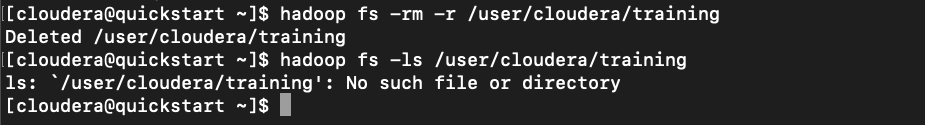 [cloudera@quickstart ~]$ hadoop fs -rm -r /user/cloudera/training
Deleted /user/cloudera/training
[cloudera@quickstart ~]$ hadoop fs -ls /user/cloudera/training
ls: `/user/cloudera/training': No such file or directory
[cloudera@quickstart ~]$